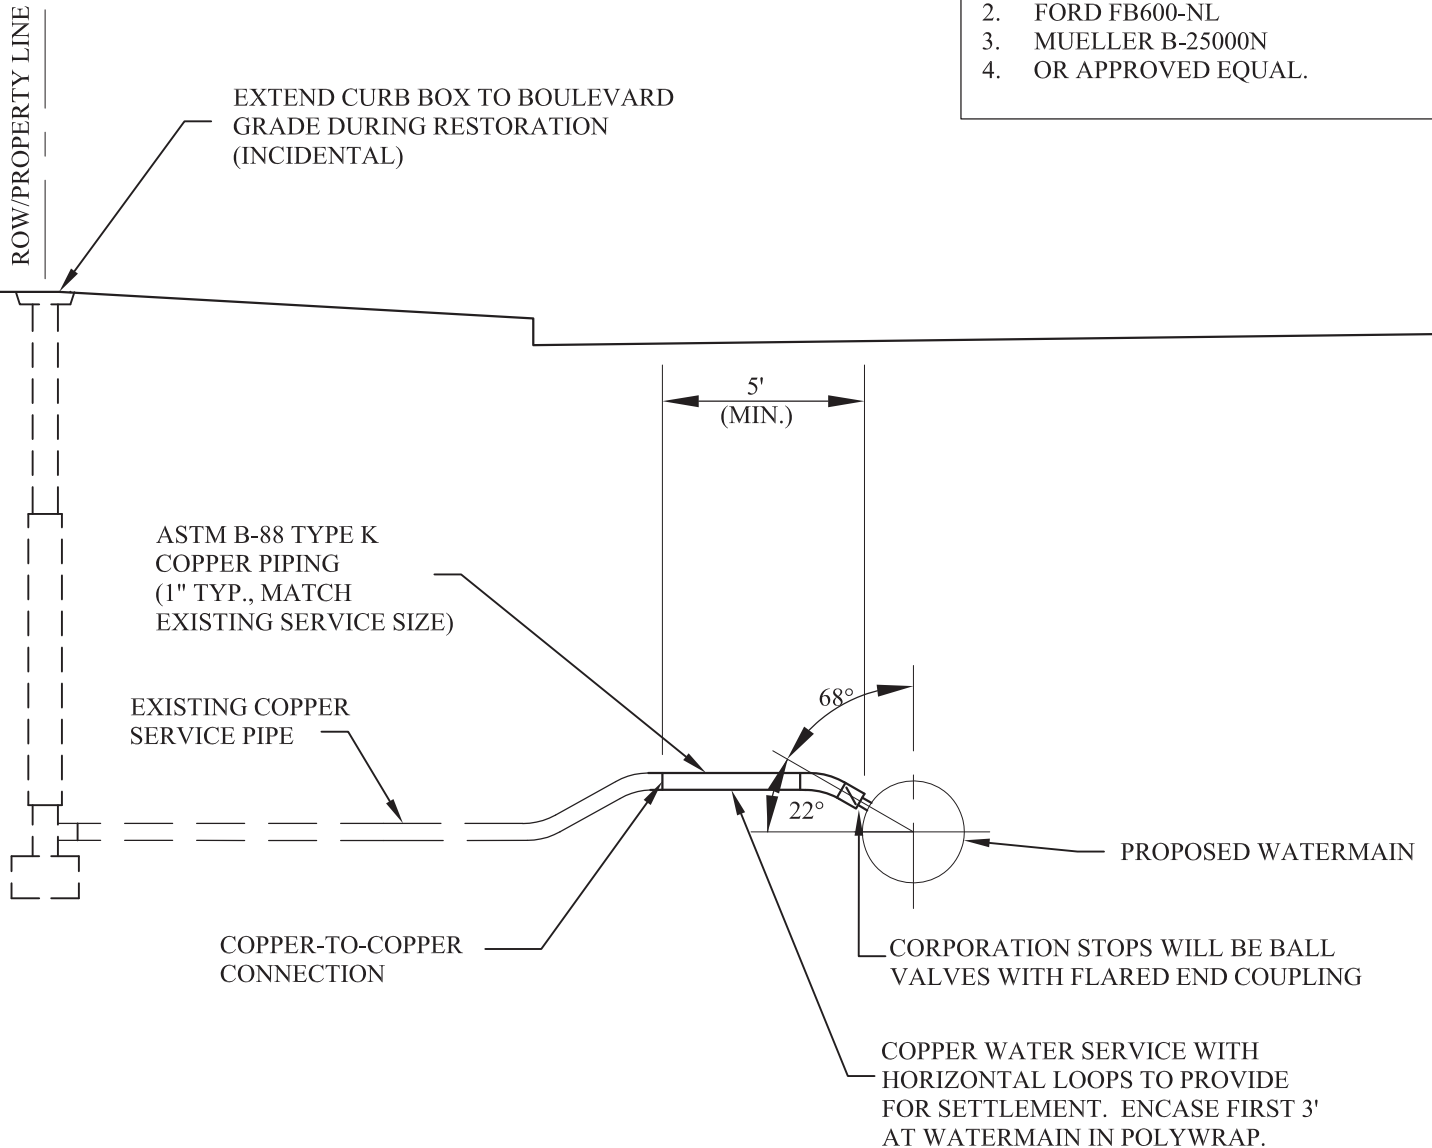 ROW/PROPERTY LINE
2. FORD FB600-NL
3. MUELLER B-25000N
4. OR APPROVED EQUAL.
EXTEND CURB BOX TO BOULEVARD
GRADE DURING RESTORATION
(INCIDENTAL)
5'
(MIN.)
ASTM B-88 TYPE K
COPPER PIPING
(1" TYP., MATCH
EXISTING SERVICE SIZE)
EXISTING COPPER
SERVICE PIPE
68°
22°
PROPOSED WATERMAIN
COPPER-TO-COPPER
CONNECTION
CORPORATION STOPS WILL BE BALL
VALVES WITH FLARED END COUPLING
COPPER WATER SERVICE WITH
HORIZONTAL LOOPS TO PROVIDE
FOR SETTLEMENT. ENCASE FIRST 3'
AT WATERMAIN IN POLYWRAP.